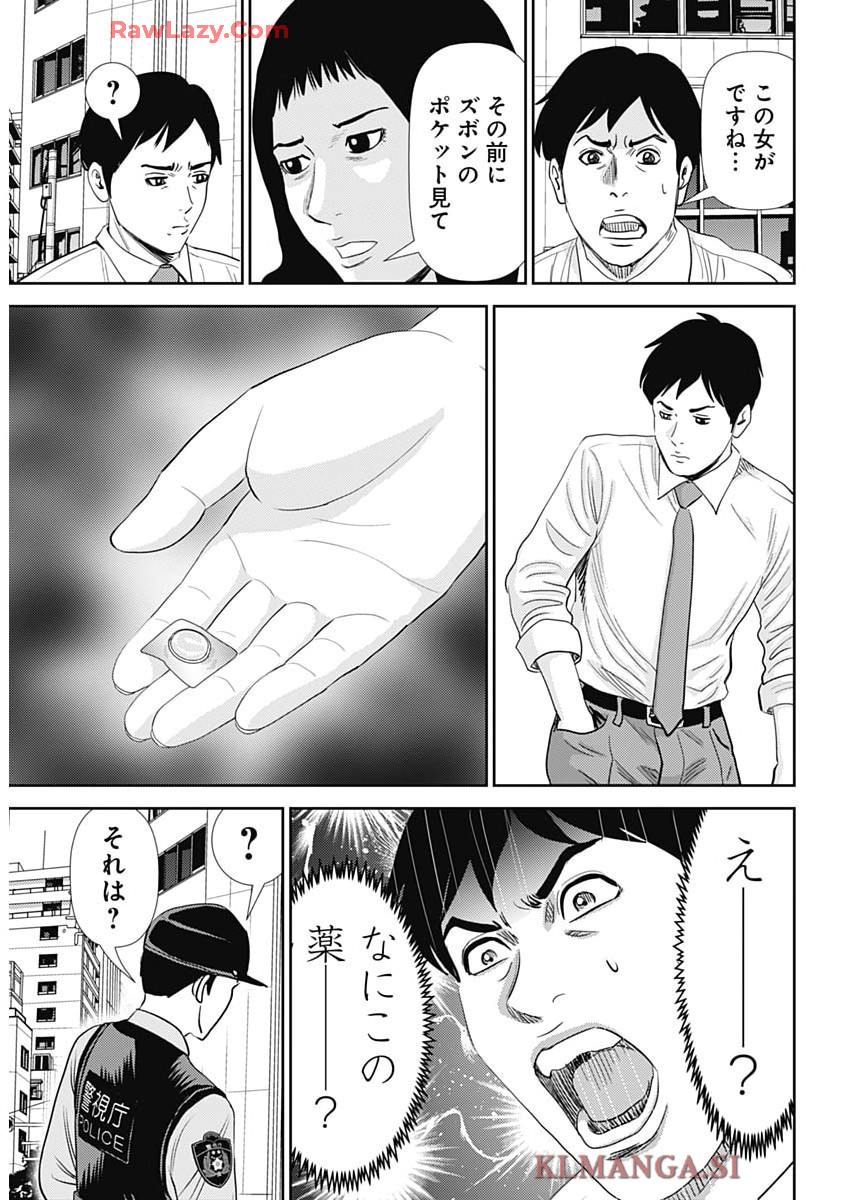 RawLazy.Com
この女が
ですね…
その前に
ズボンの
ポケット見て
？
え―――？
なにこの
薬―――？
？
それは？
警視庁
POLICE
KLMANGA.SI